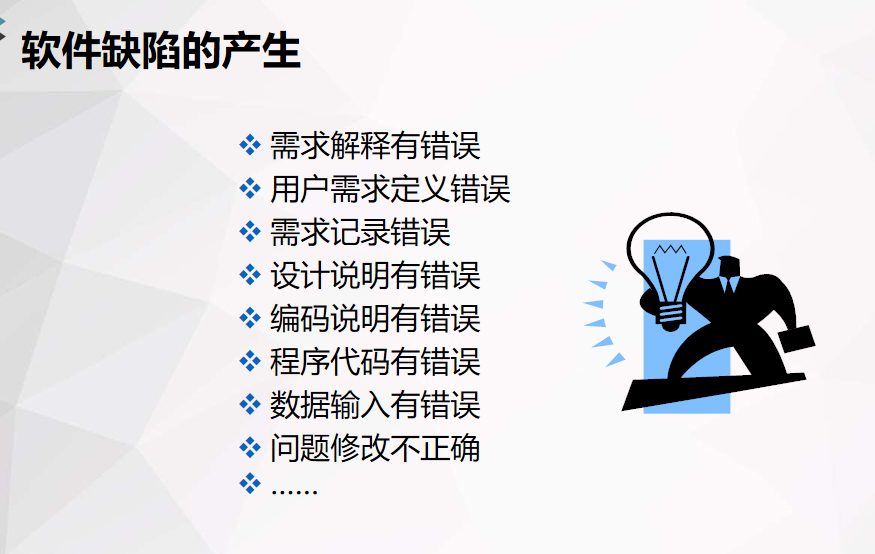 软件缺陷的产生
需求解释有错误
用户需求定义错误
需求记录错误
设计说明有错误
编码说明有错误
程序代码有错误
数据输入有错误
问题修改不正确
……